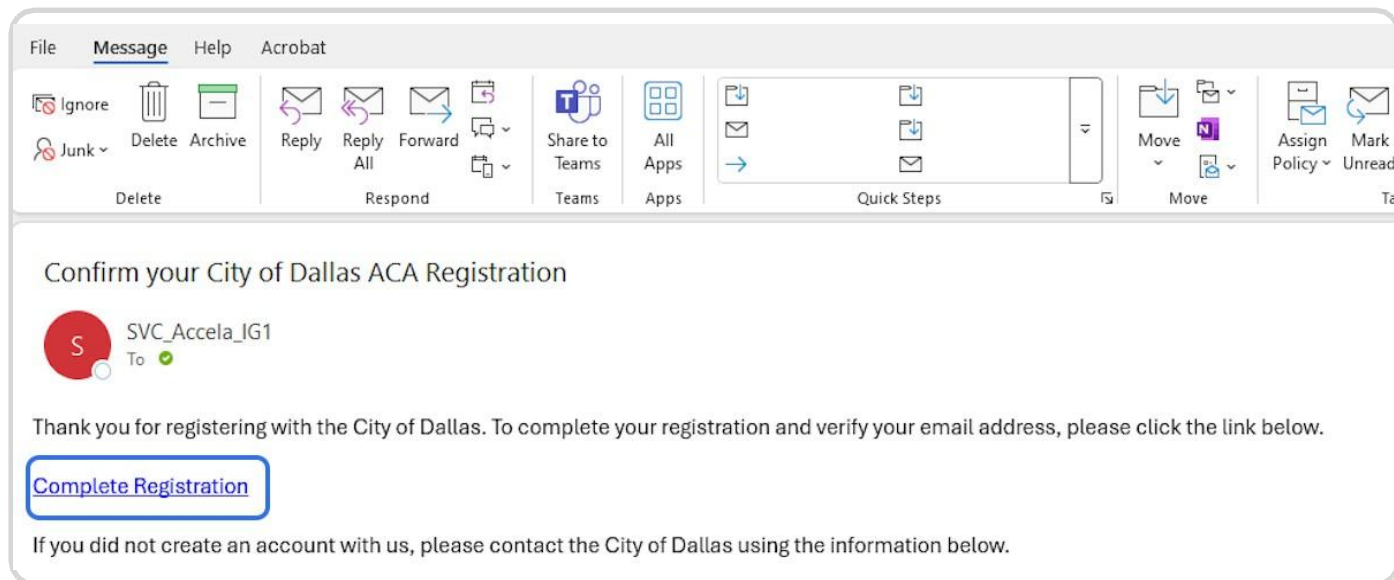 File Message Help Acrobat
Ignore
Junk
Delete
Archive
Delete
Reply
Reply All
Forward
Respond
Share to Teams
Teams
All Apps
Apps
Quick Steps
Move
Move
Assign Policy
Mark Unread
Confirm your City of Dallas ACA Registration
S
SVC_Accela_IG1
To
Thank you for registering with the City of Dallas. To complete your registration and verify your email address, please click the link below.
Complete Registration
If you did not create an account with us, please contact the City of Dallas using the information below.